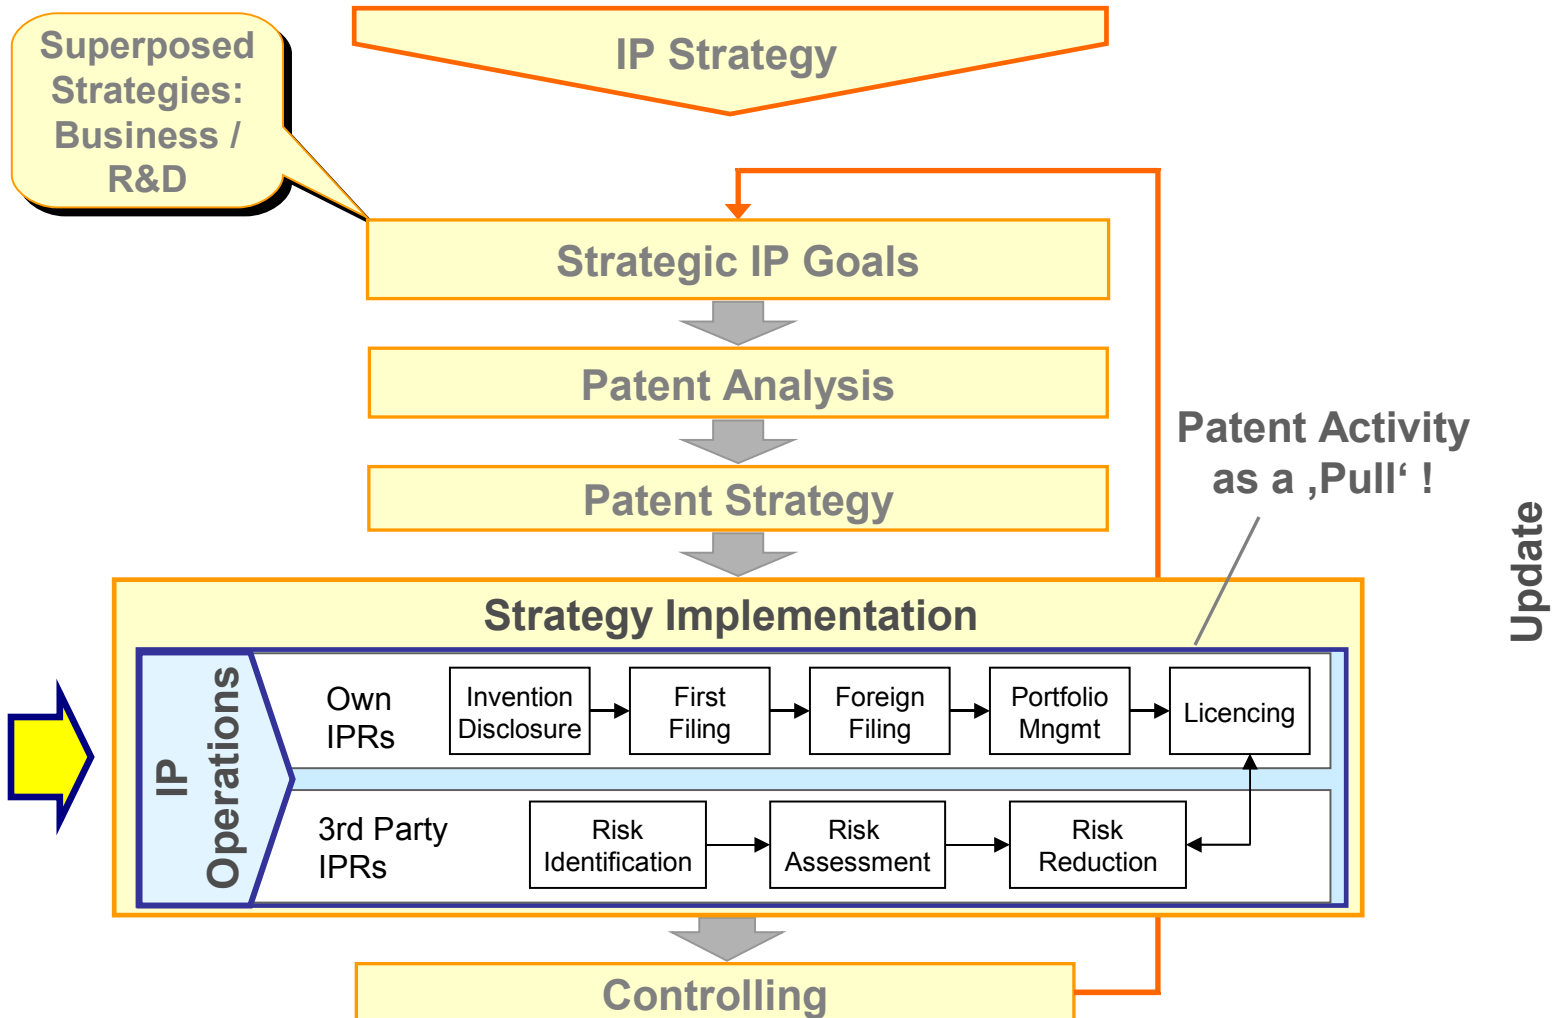 Superposed
Strategies:
Business /
R&D
IP Strategy
Strategic IP Goals
Patent Analysis
Patent Activity
as a ‚Pull‘ !
Patent Strategy
Update
Strategy Implementation
IP
Operations
Own
IPRs
Invention
Disclosure
First
Filing
Foreign
Filing
Portfolio
Mngmt
Licencing
3rd Party
IPRs
Risk
Identification
Risk
Assessment
Risk
Reduction
Controlling